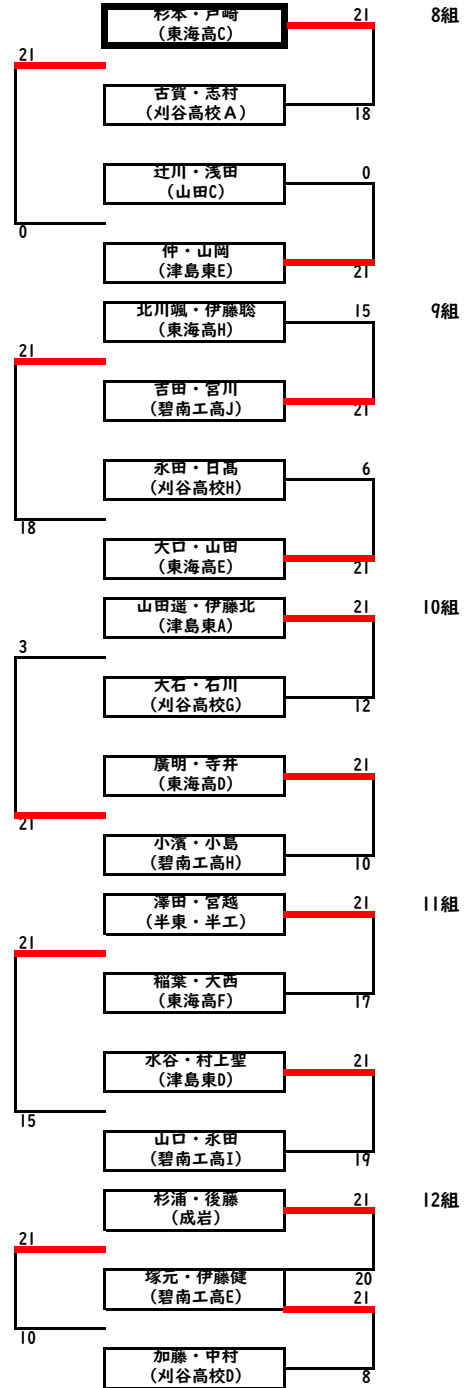 杉本・戸崎 21 8組
(東海高C)
21
古賀・志村
(刈谷高校A) 18
辻川・浅田 0
(山田C)
0
仲・山岡
(津島東E) 21
北川颯・伊藤聡 15 9組
(東海高H)
21
吉田・宮川
(碧南工高J) 21
永田・日髙 6
(刈谷高校H)
18
大口・山田
(東海高E) 21
山田遥・伊藤北 21 10組
(津島東A)
3
大石・石川
(刈谷高校G) 12
廣明・寺井 21
(東海高D)
21
小濱・小島
(碧南工高H) 10
澤田・宮越 21 11組
(半東・半工)
21
稲葉・大西
(東海高F) 17
水谷・村上聖 21
(津島東D)
15
山口・永田
(碧南工高I) 19
杉浦・後藤 21 12組
(成岩)
21
塚元・伊藤健 20
(碧南工高E) 21
10
加藤・中村
(刈谷高校D) 8